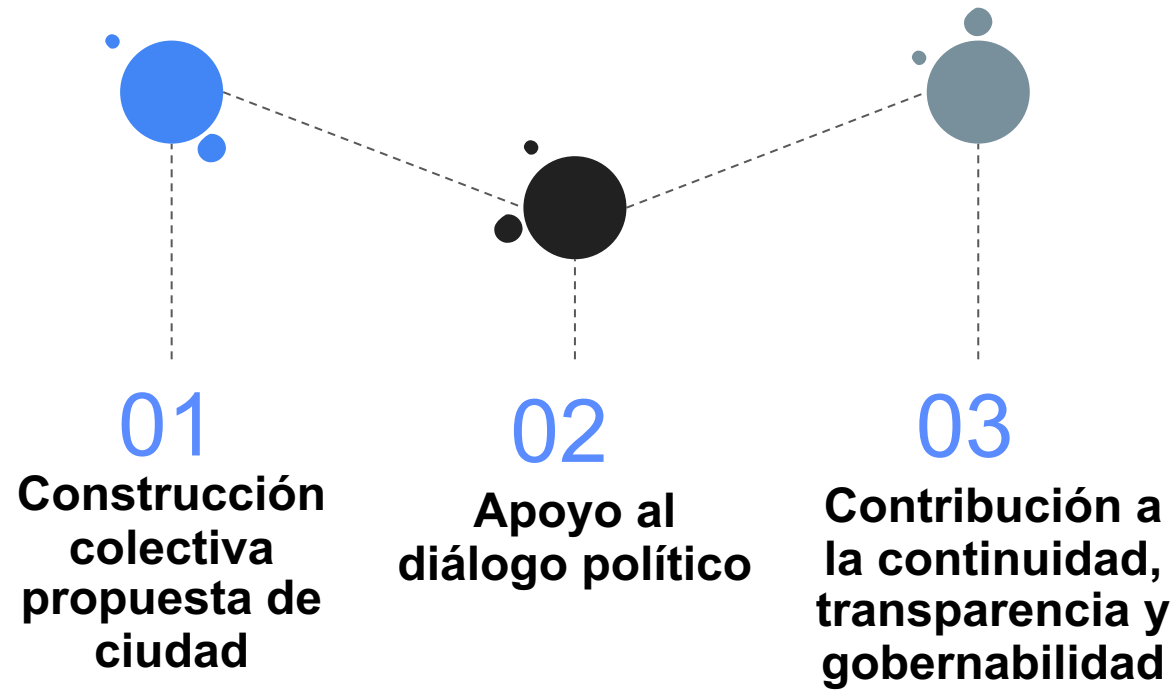 01
Construcción
colectiva
propuesta de
ciudad
02
Apoyo al
diálogo político
03
Contribución a
la continuidad,
transparencia y
gobernabilidad